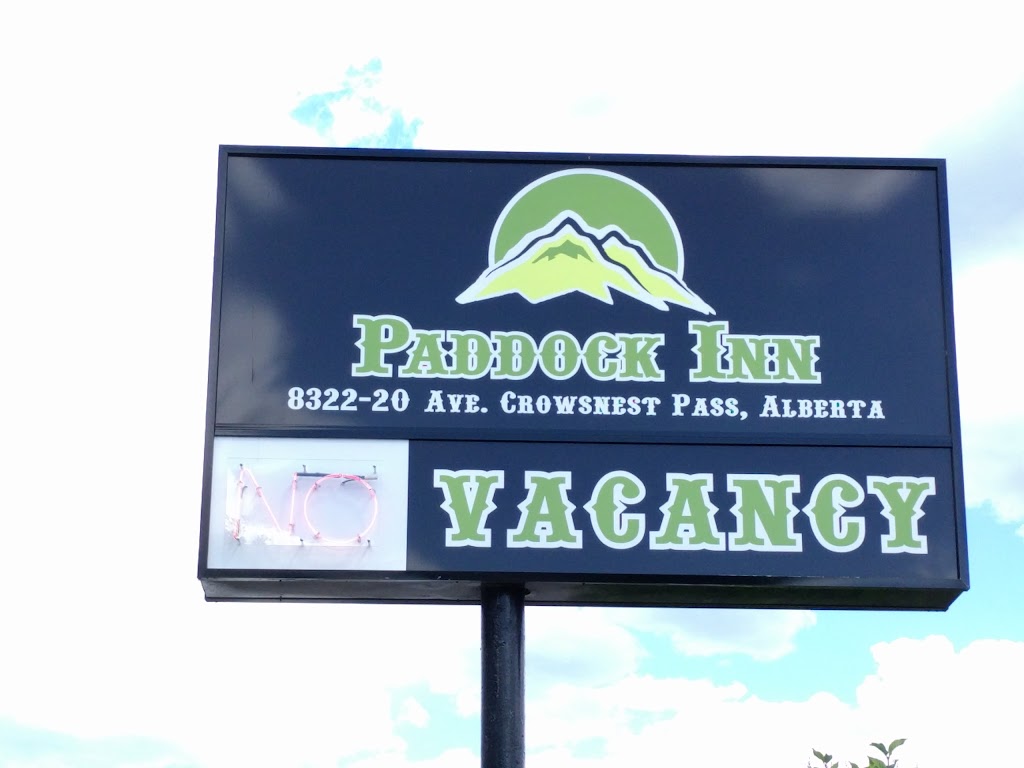 Paddock Inn
8322-20 Ave. Crowsnest Pass, Alberta
NO VACANCY